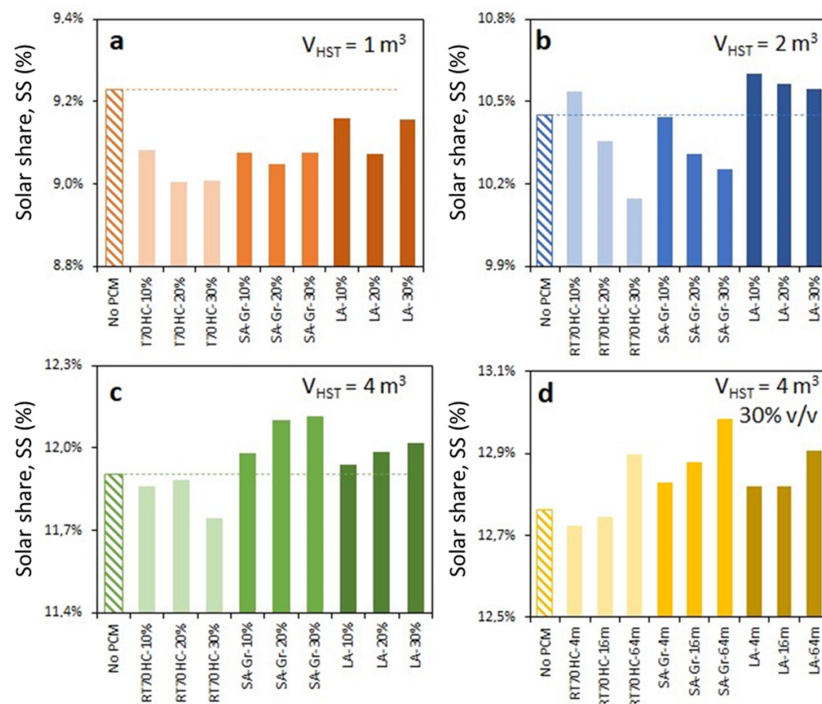 a
V_HST = 1 m³
Solar share, SS (%)
9.4%
9.2%
9.0%
8.8%
No PCM
T70HC-10%
T70HC-20%
T70HC-30%
SA-Gr-10%
SA-Gr-20%
SA-Gr-30%
LA-10%
LA-20%
LA-30%
b
V_HST = 2 m³
Solar share, SS (%)
10.8%
10.5%
10.2%
9.9%
No PCM
RT70HC-10%
RT70HC-20%
RT70HC-30%
SA-Gr-10%
SA-Gr-20%
SA-Gr-30%
LA-10%
LA-20%
LA-30%
c
V_HST = 4 m³
Solar share, SS (%)
12.3%
12.0%
11.7%
11.4%
No PCM
RT70HC-10%
RT70HC-20%
RT70HC-30%
SA-Gr-10%
SA-Gr-20%
SA-Gr-30%
LA-10%
LA-20%
LA-30%
d
V_HST = 4 m³
30% v/v
Solar share, SS (%)
13.1%
12.9%
12.7%
12.5%
No PCM
RT70HC-4m
RT70HC-16m
RT70HC-64m
SA-Gr-4m
SA-Gr-16m
SA-Gr-64m
LA-4m
LA-16m
LA-64m